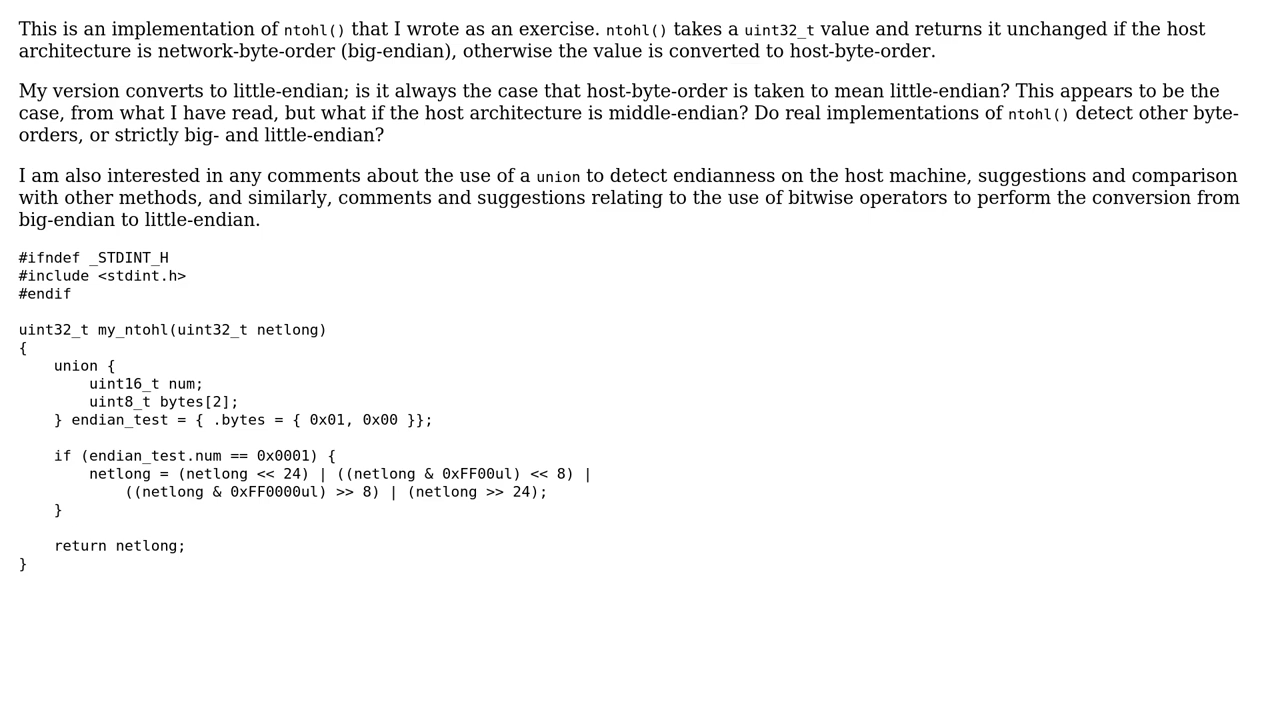 This is an implementation of ntohl() that I wrote as an exercise. ntohl() takes a uint32_t value and returns it unchanged if the host
architecture is network-byte-order (big-endian), otherwise the value is converted to host-byte-order.
My version converts to little-endian; is it always the case that host-byte-order is taken to mean little-endian? This appears to be the
case, from what I have read, but what if the host architecture is middle-endian? Do real implementations of ntohl() detect other byte-
orders, or strictly big- and little-endian?
I am also interested in any comments about the use of a union to detect endianness on the host machine, suggestions and comparison
with other methods, and similarly, comments and suggestions relating to the use of bitwise operators to perform the conversion from
big-endian to little-endian.
#ifndef _STDINT_H
#include <stdint.h>
#endif
uint32_t my_ntohl(uint32_t netlong)
{
    union {
        uint16_t num;
        uint8_t bytes[2];
    } endian_test = { .bytes = { 0x01, 0x00 }};
    if (endian_test.num == 0x0001) {
        netlong = (netlong << 24) | ((netlong & 0xFF00ul) << 8) |
            ((netlong & 0xFF0000ul) >> 8) | (netlong >> 24);
    }
    return netlong;
}